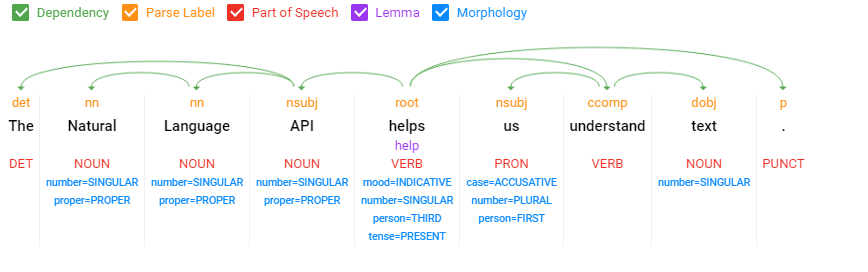 Dependency Parse Label Part of Speech Lemma Morphology
det nn nn nsubj root nsubj ccomp dobj p
The Natural Language API helps us understand text .
help
DET NOUN NOUN NOUN VERB PRON VERB NOUN PUNCT
number=SINGULAR number=SINGULAR number=SINGULAR mood=INDICATIVE case=ACCUSATIVE number=SINGULAR
proper=PROPER proper=PROPER proper=PROPER number=SINGULAR number=PLURAL
person=THIRD person=FIRST
tense=PRESENT